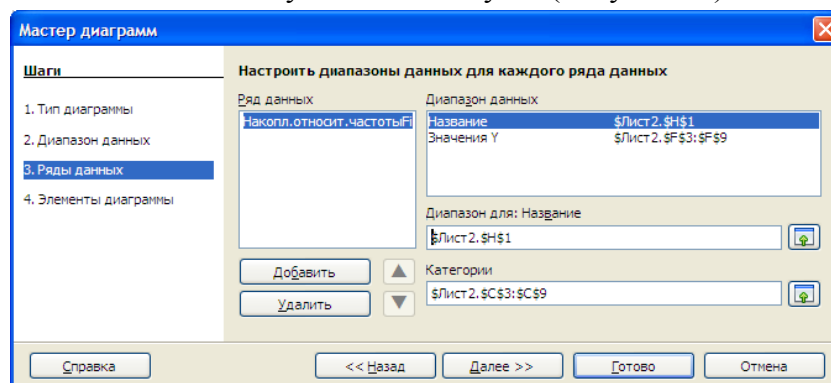 Мастер диаграмм
Шаги
1. Тип диаграммы
2. Диапазон данных
3. Ряды данных
4. Элементы диаграммы
Настроить диапазоны данных для каждого ряда данных
Ряд данных
Накопл.относит.частотыFi
Диапазон данных
Название $Лист2.$H$1
Значения Y $Лист2.$F$3:$F$9
Диапазон для: Название
$Лист2.$H$1
Добавить
Удалить
Категории
$Лист2.$C$3:$C$9
Справка
<< Назад
Далее >>
Готово
Отмена